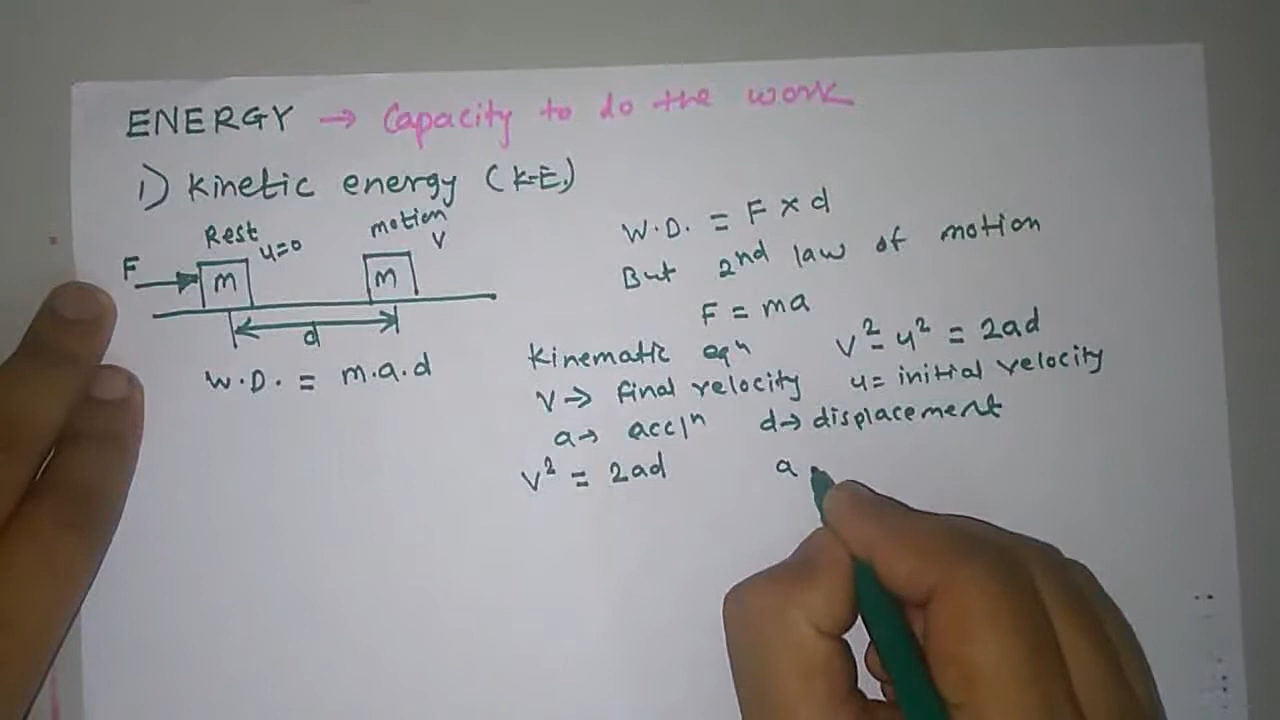 ENERGY → Capacity to do the work
1) Kinetic energy (K.E.)
Rest
u=0
motion
v
F
m
m
d
W.D. = m.a.d
W.D. = F × d
But 2nd law of motion
F = ma
Kinematic eqⁿ v² - u² = 2ad
v → final velocity u = initial velocity
a → acc/ⁿ d → displacement
v² = 2ad a